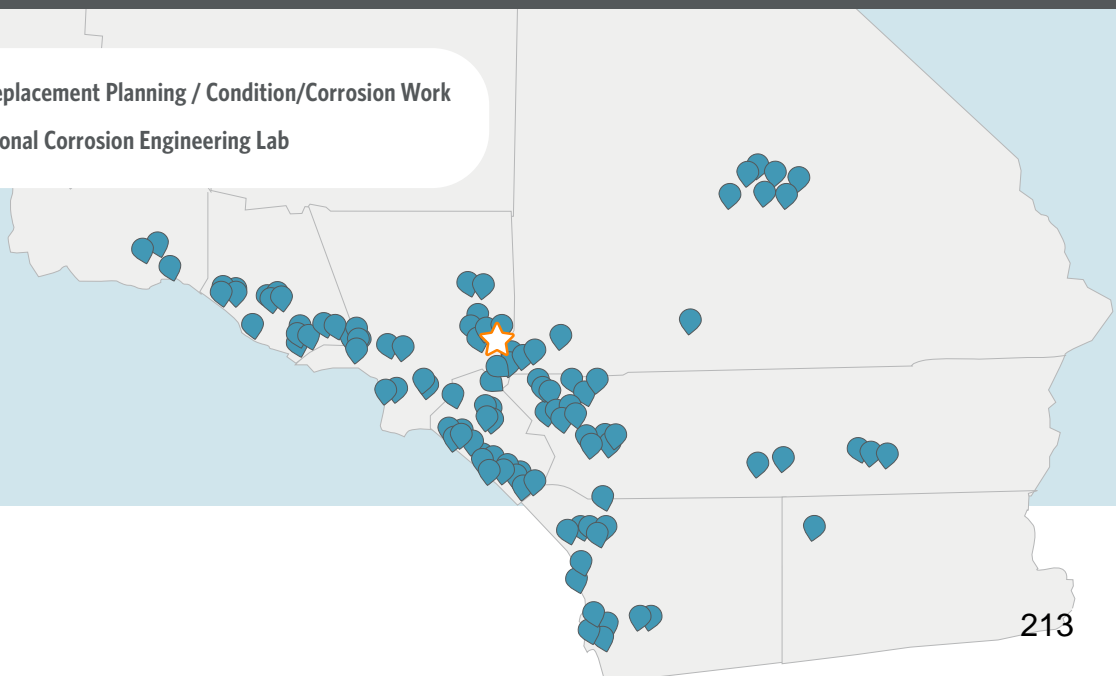 eplacement Planning / Condition/Corrosion Work
onal Corrosion Engineering Lab
213